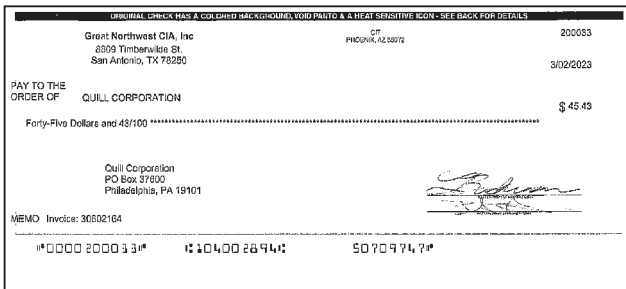 ORIGINAL CHECK HAS A COLORED BACKGROUND, VOID PANTO & A HEAT SENSITIVE ICON - SEE BACK FOR DETAILS
Great Northwest CIA, Inc
8809 Timberwilde St.
San Antonio, TX 78250
CIT
PHOENIX, AZ 85072
200033
3/02/2023
PAY TO THE
ORDER OF QUILL CORPORATION
$ 45.43
Forty-Five Dollars and 43/100
Quill Corporation
PO Box 37600
Philadelphia, PA 19101
MEMO Invoice: 30602164
⑈0000200033⑈ ⑆104002894⑆ 50709747⑈